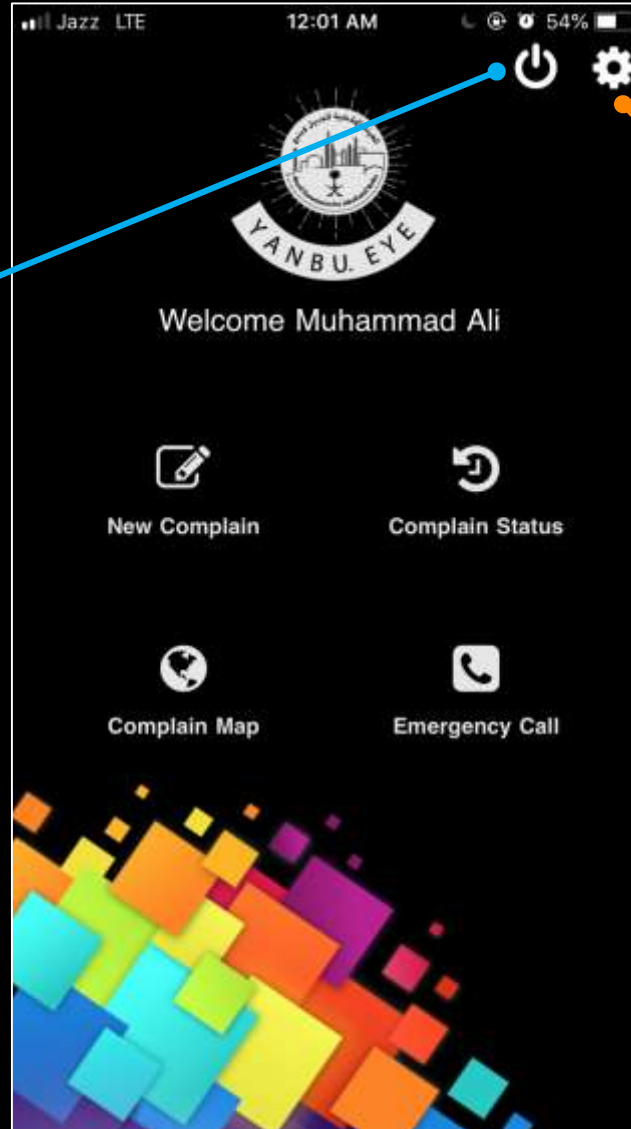 Jazz LTE 12:01 AM 54%
YANBU. EYE
Welcome Muhammad Ali
New Complain Complain Status
Complain Map Emergency Call